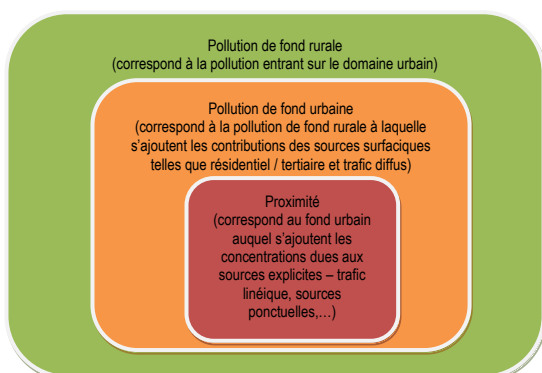 Pollution de fond rurale
(correspond à la pollution entrant sur le domaine urbain)
Pollution de fond urbaine
(correspond à la pollution de fond rurale à laquelle
s'ajoutent les contributions des sources surfaciques
telles que résidentiel / tertiaire et trafic diffus)
Proximité
(correspond au fond urbain
auquel s'ajoutent les
concentrations dues aux
sources explicites – trafic
linéique, sources
ponctuelles,…)